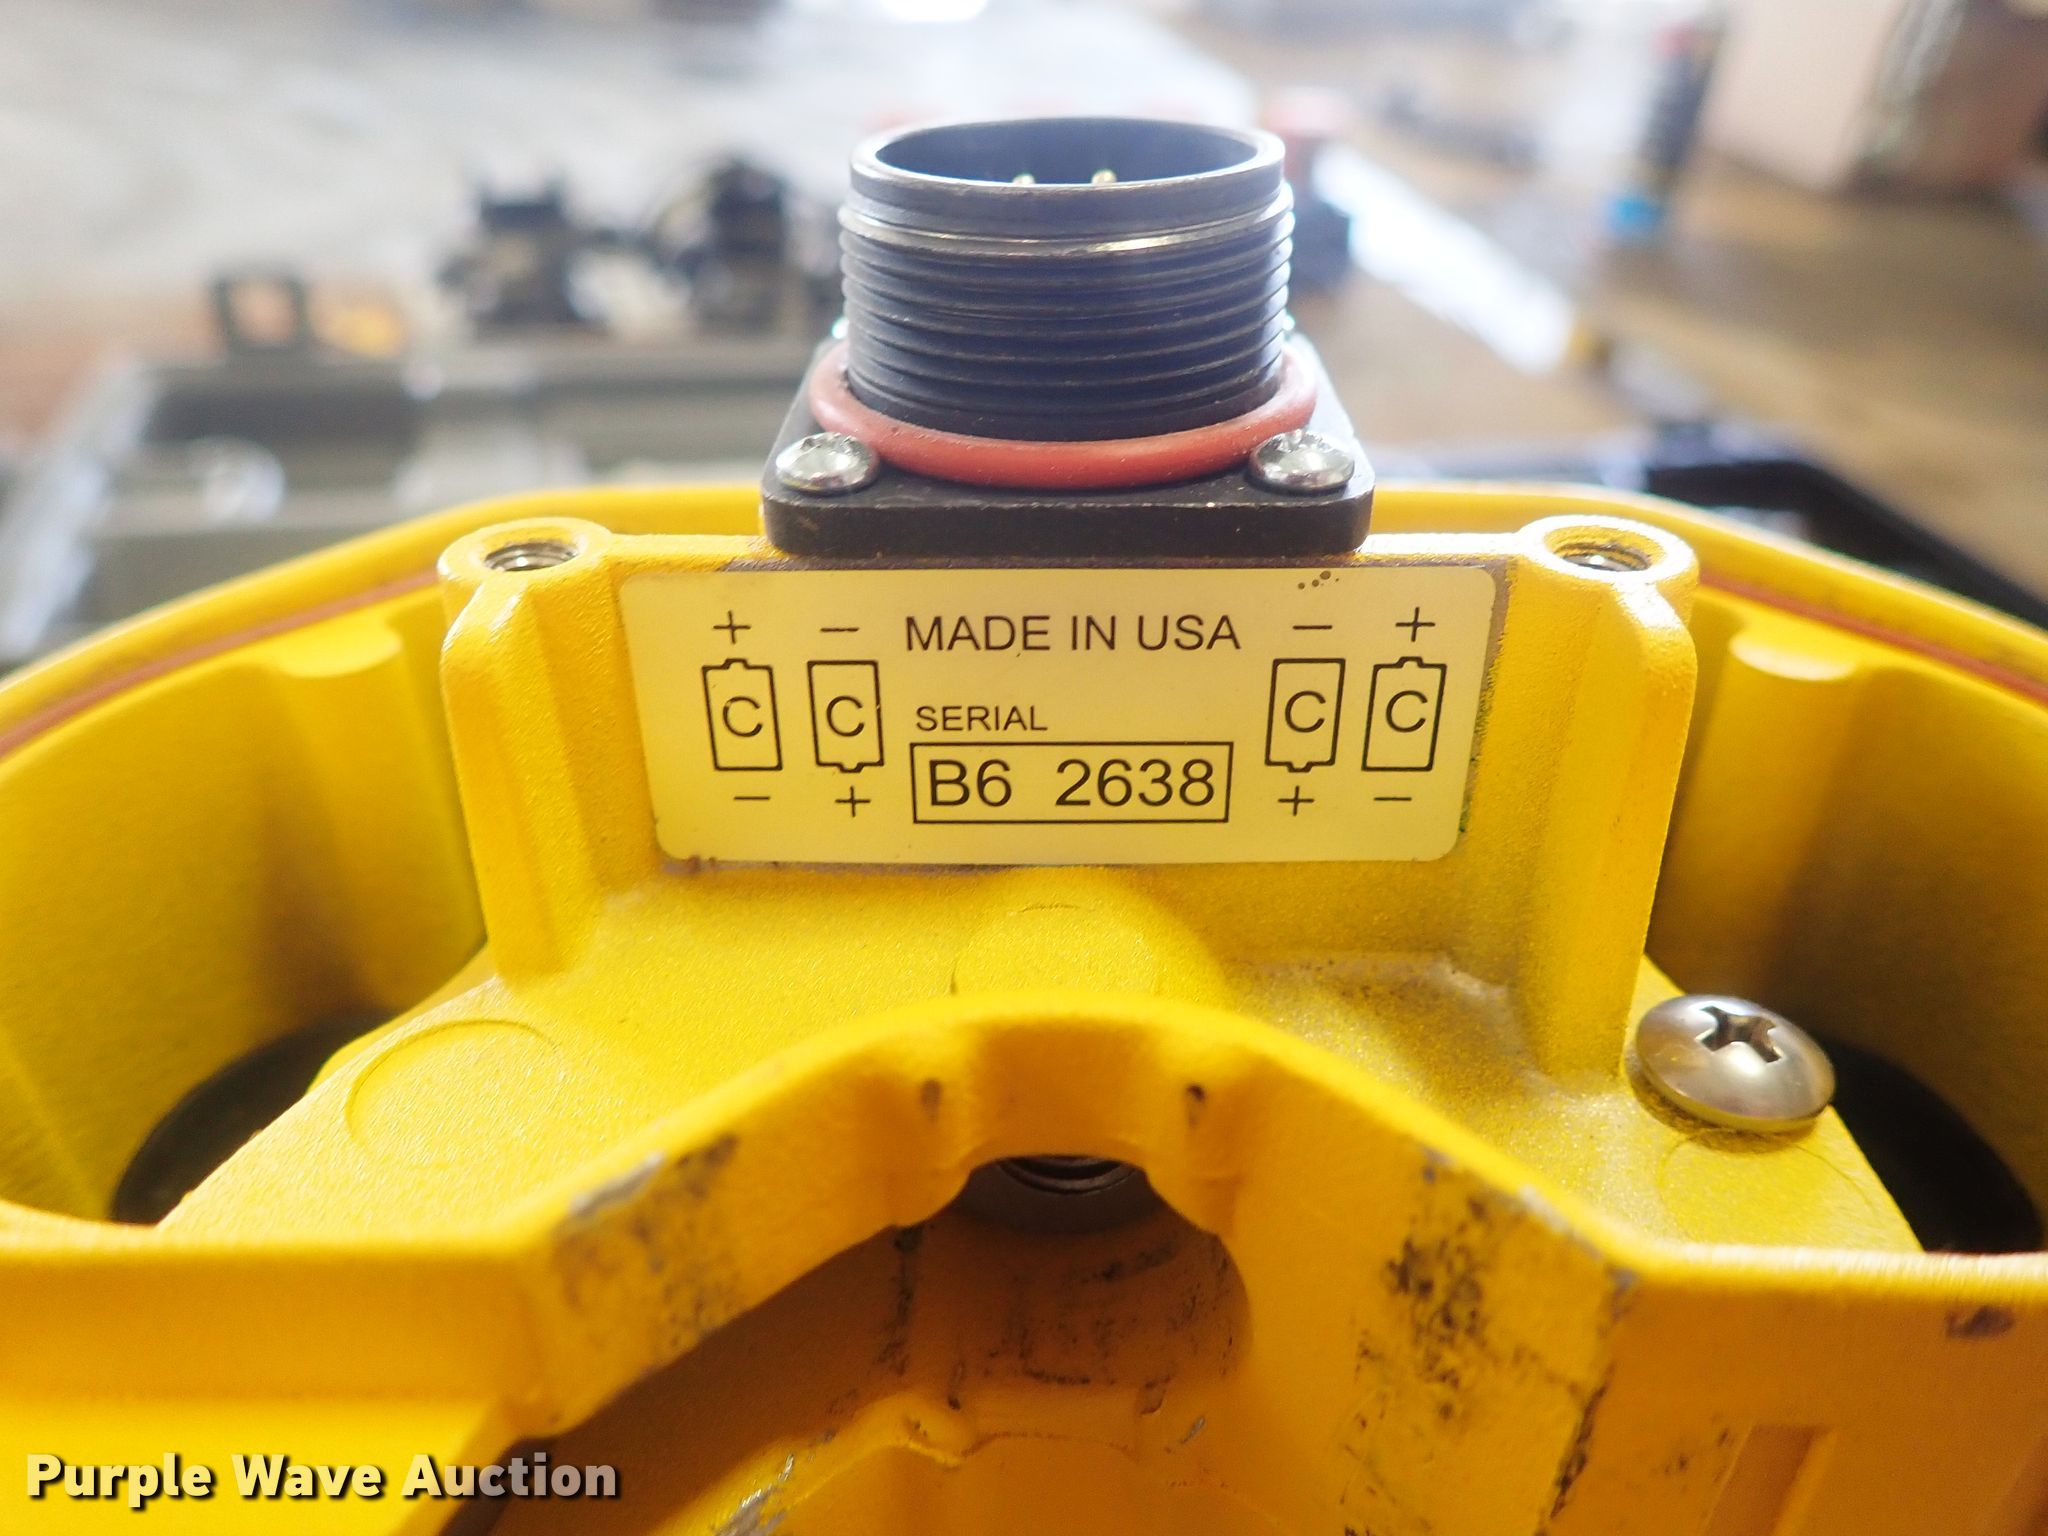 + − MADE IN USA − +
C C SERIAL C C
B6 2638
− + + −
Purple Wave Auction